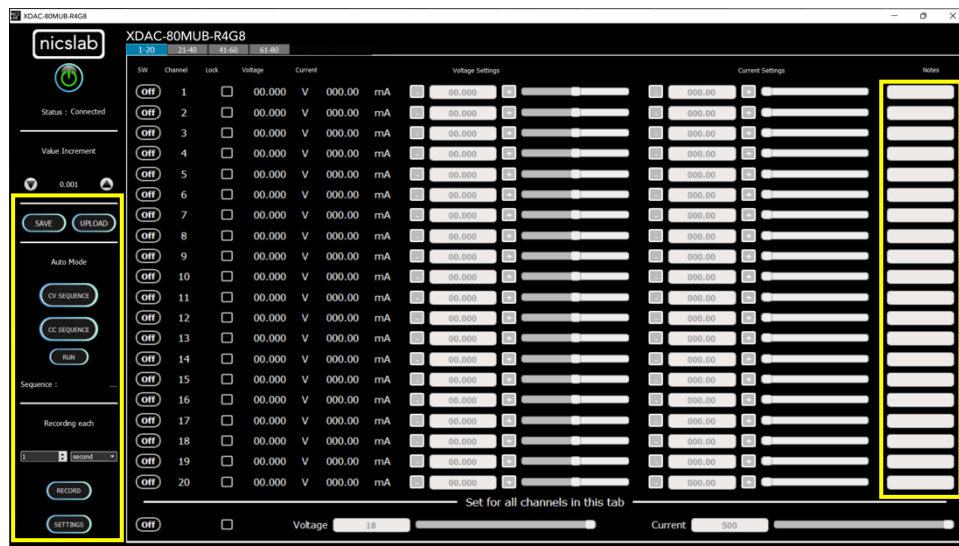 XDAC-80MUB-R4G8
nicslab
Status : Connected
Value Increment
0.001
SAVE UPLOAD
Auto Mode
CV SEQUENCE
CC SEQUENCE
RUN
Sequence : ...
Recording each
1 second
RECORD
SETTINGS
XDAC-80MUB-R4G8
1-20 21-40 41-60 61-80
SW Channel Lock Voltage Current Voltage Settings Current Settings Notes
Off 1 00.000 V 000.00 mA - 00.000 + - 000.00 +
Off 2 00.000 V 000.00 mA - 00.000 + - 000.00 +
Off 3 00.000 V 000.00 mA - 00.000 + - 000.00 +
Off 4 00.000 V 000.00 mA - 00.000 + - 000.00 +
Off 5 00.000 V 000.00 mA - 00.000 + - 000.00 +
Off 6 00.000 V 000.00 mA - 00.000 + - 000.00 +
Off 7 00.000 V 000.00 mA - 00.000 + - 000.00 +
Off 8 00.000 V 000.00 mA - 00.000 + - 000.00 +
Off 9 00.000 V 000.00 mA - 00.000 + - 000.00 +
Off 10 00.000 V 000.00 mA - 00.000 + - 000.00 +
Off 11 00.000 V 000.00 mA - 00.000 + - 000.00 +
Off 12 00.000 V 000.00 mA - 00.000 + - 000.00 +
Off 13 00.000 V 000.00 mA - 00.000 + - 000.00 +
Off 14 00.000 V 000.00 mA - 00.000 + - 000.00 +
Off 15 00.000 V 000.00 mA - 00.000 + - 000.00 +
Off 16 00.000 V 000.00 mA - 00.000 + - 000.00 +
Off 17 00.000 V 000.00 mA - 00.000 + - 000.00 +
Off 18 00.000 V 000.00 mA - 00.000 + - 000.00 +
Off 19 00.000 V 000.00 mA - 00.000 + - 000.00 +
Off 20 00.000 V 000.00 mA - 00.000 + - 000.00 +
Set for all channels in this tab
Off Voltage 18 Current 500